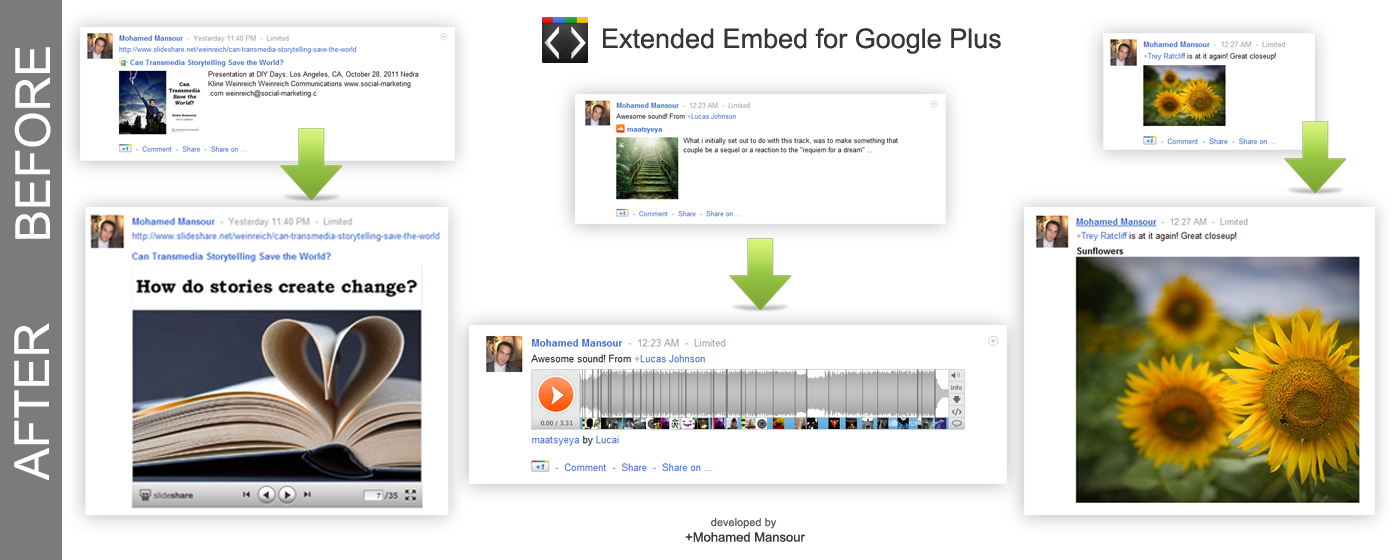 BEFORE
AFTER
Extended Embed for Google Plus
Mohamed Mansour - Yesterday 11:40 PM - Limited
http://www.slideshare.net/weinreich/can-transmedia-storytelling-save-the-world
Can Transmedia Storytelling Save the World?
Can
Transmedia
Save the
World?
Presentation at DIY Days, Los Angeles, CA, October 28, 2011 Nedra
Kline Weinreich Weinreich Communications www.social-marketing
.com weinreich@social-marketing.c
+1 - Comment - Share - Share on ...
Mohamed Mansour - Yesterday 11:40 PM - Limited
http://www.slideshare.net/weinreich/can-transmedia-storytelling-save-the-world
Can Transmedia Storytelling Save the World?
How do stories create change?
slideshare
7 /35
Mohamed Mansour - 12:23 AM - Limited
Awesome sound! From +Lucas Johnson
maatsyeya
What i initially set out to do with this track, was to make something that
couple be a sequel or a reaction to the "requiem for a dream" ...
+1 - Comment - Share - Share on ...
Mohamed Mansour - 12:23 AM - Limited
Awesome sound! From +Lucas Johnson
Info
0.00 / 3.31
maatsyeya by Lucai
+1 - Comment - Share - Share on ...
Mohamed Mansour - 12:27 AM - Limited
+Trey Ratcliff is at it again! Great closeup!
+1 - Comment - Share - Share on ...
Mohamed Mansour - 12:27 AM - Limited
+Trey Ratcliff is at it again! Great closeup!
Sunflowers
developed by
+Mohamed Mansour